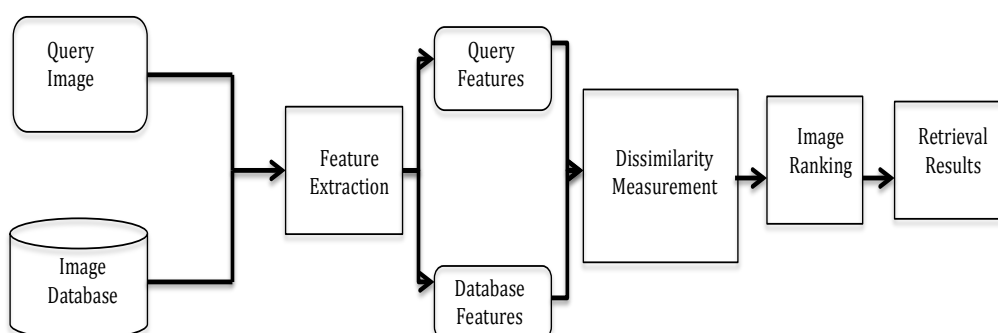 Query
Image
Image
Database
Feature
Extraction
Query
Features
Database
Features
Dissimilarity
Measurement
Image
Ranking
Retrieval
Results